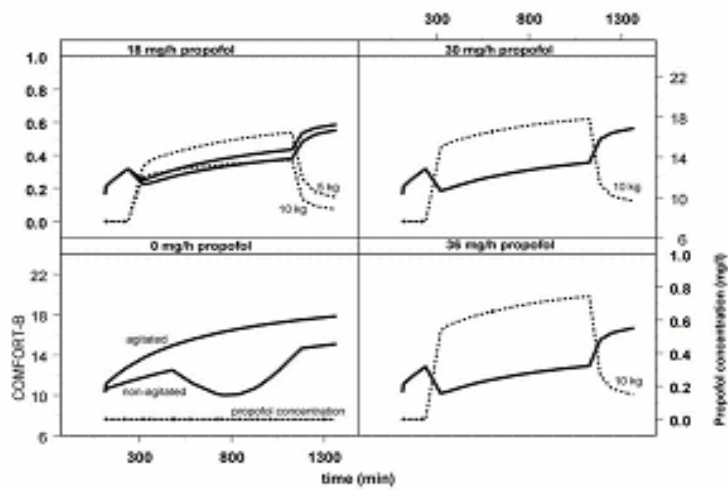 300 800 1300
18 mg/h propofol 30 mg/h propofol
1.0
0.8
0.6
0.4
0.2
0.0
5 kg
10 kg
22
18
14
10
6
10 kg
0 mg/h propofol 36 mg/h propofol
COMFORT-B
22
18
14
10
6
agitated
non-agitated
propofol concentration
10 kg
1.0
0.8
0.6
0.4
0.2
0.0
Propofol concentration (mg/l)
300 800 1300
time (min)